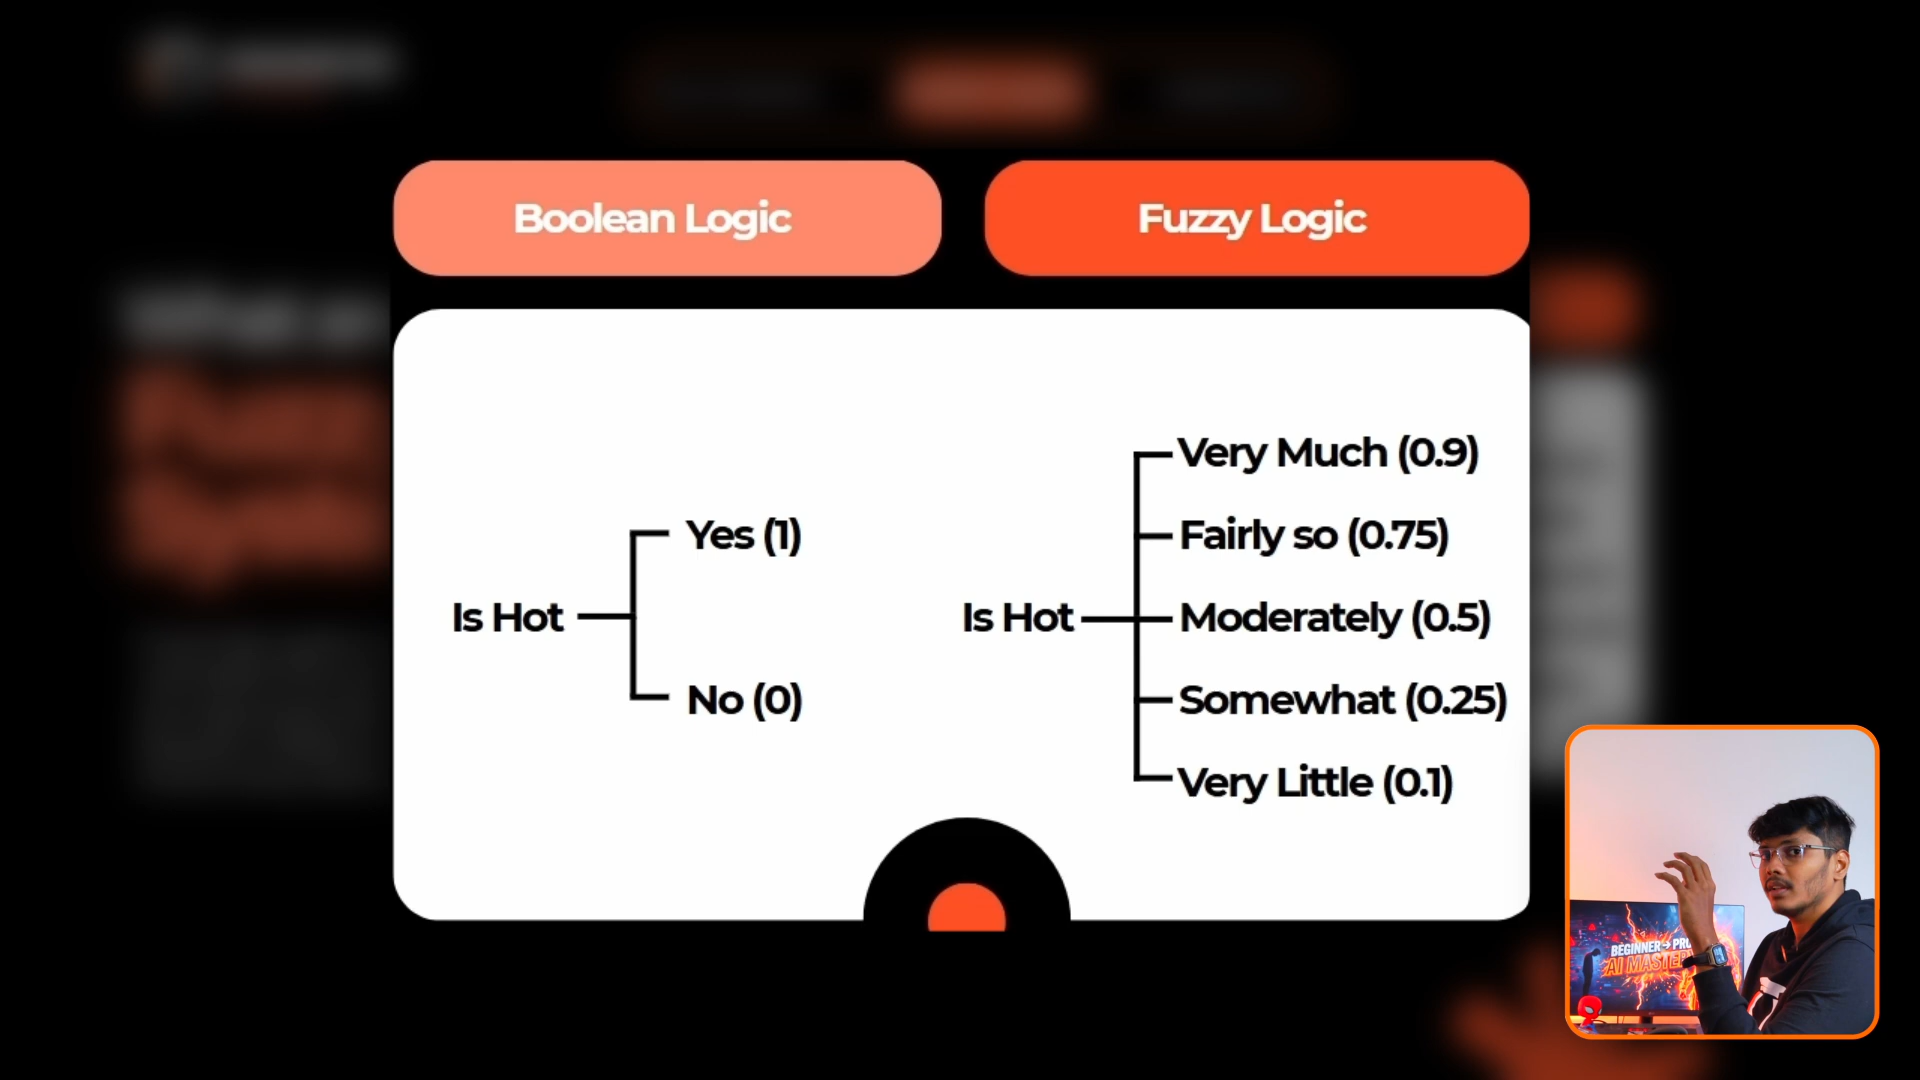 Boolean Logic
Fuzzy Logic
Is Hot
Yes (1)
No (0)
Is Hot
Very Much (0.9)
Fairly so (0.75)
Moderately (0.5)
Somewhat (0.25)
Very Little (0.1)
BEGINNER→PRO
AI MASTER